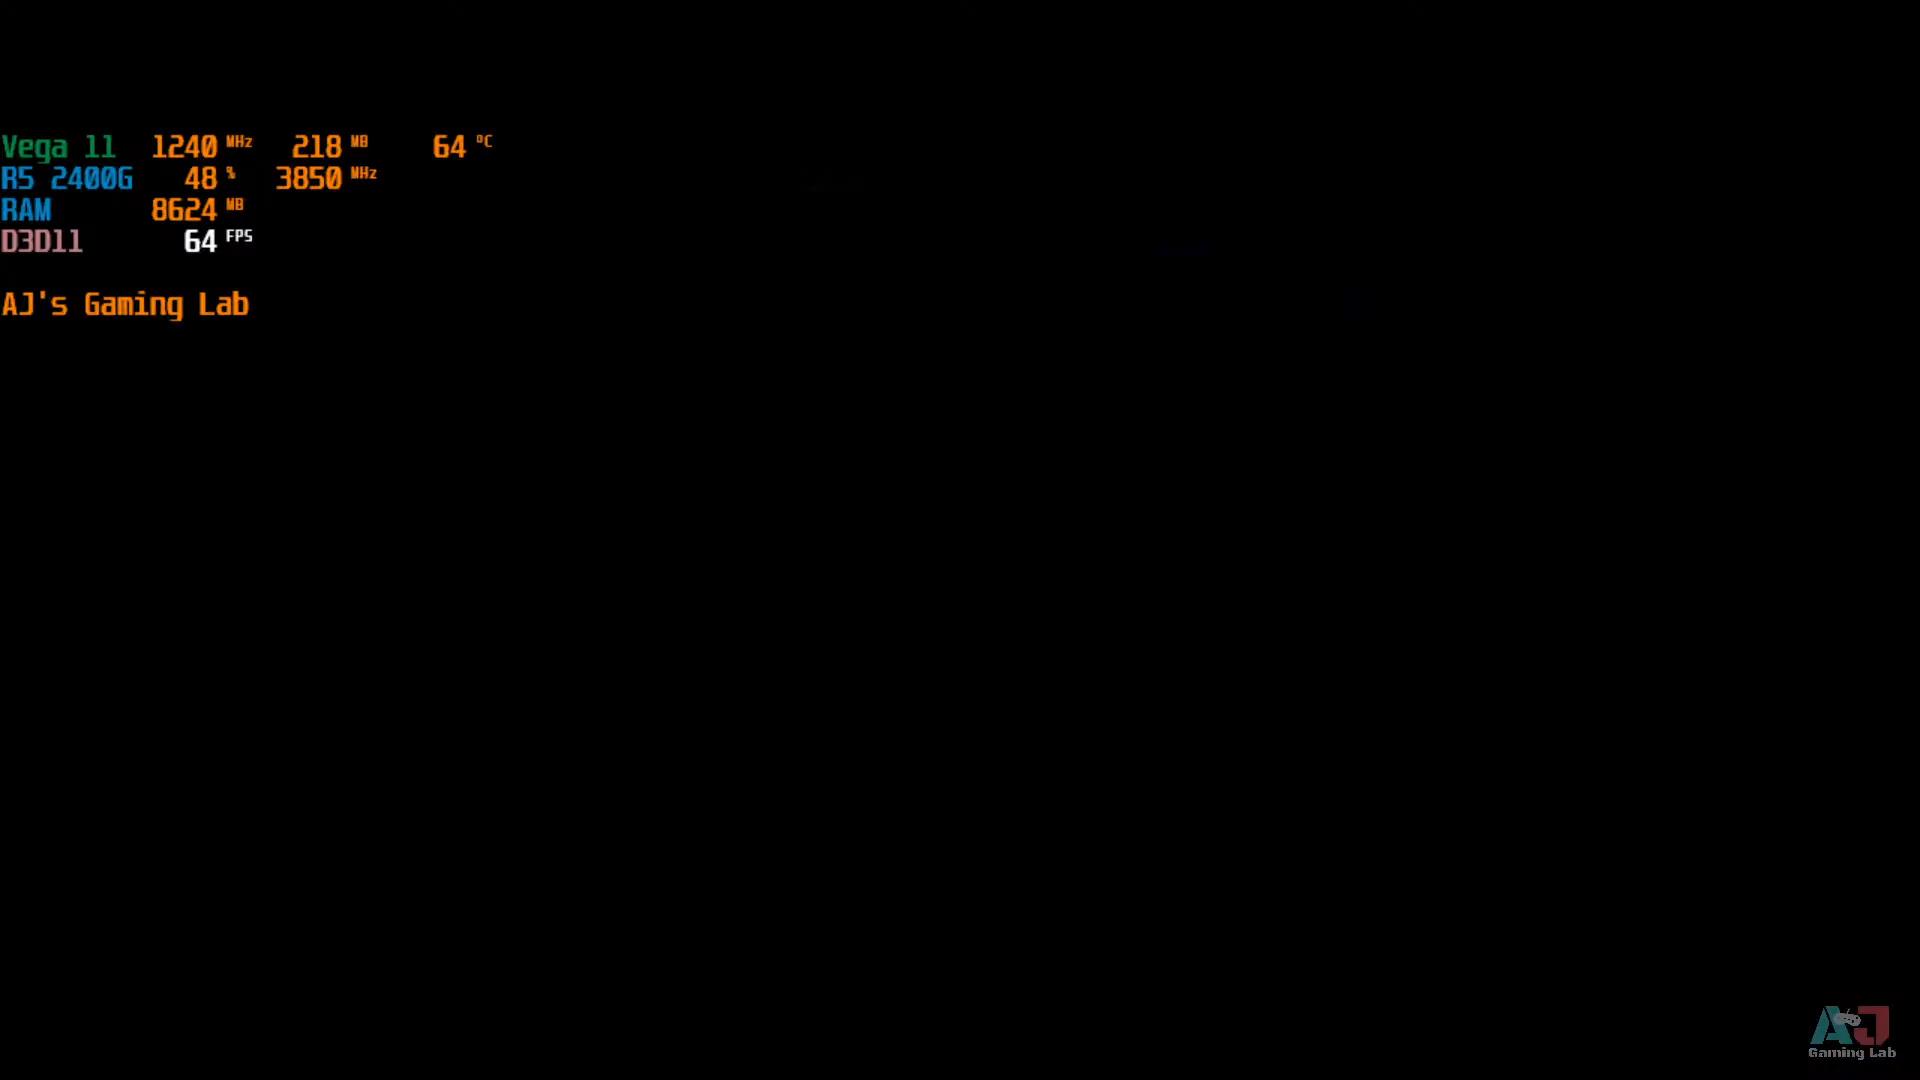 Vega 11 1240 MHz 218 MB 64 °C
R5 2400G 48 % 3850 MHz
RAM 8624 MB
D3D11 64 FPS
AJ's Gaming Lab
AJ
Gaming Lab